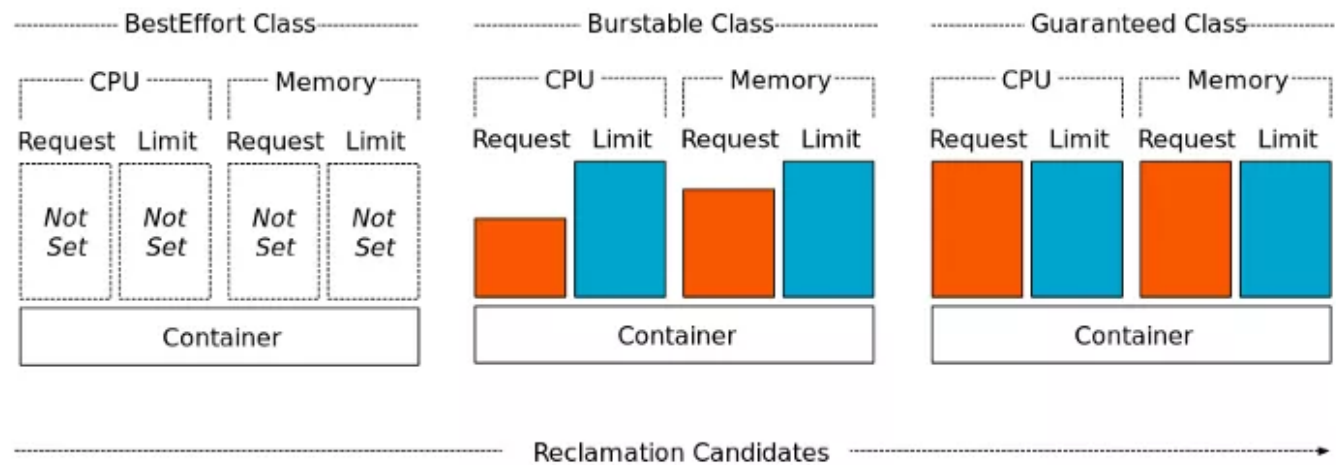 BestEffort Class
Burstable Class
Guaranteed Class
CPU
Memory
CPU
Memory
CPU
Memory
Request
Limit
Request
Limit
Request
Limit
Request
Limit
Request
Limit
Request
Limit
Not
Set
Not
Set
Not
Set
Not
Set
Container
Container
Container
Reclamation Candidates